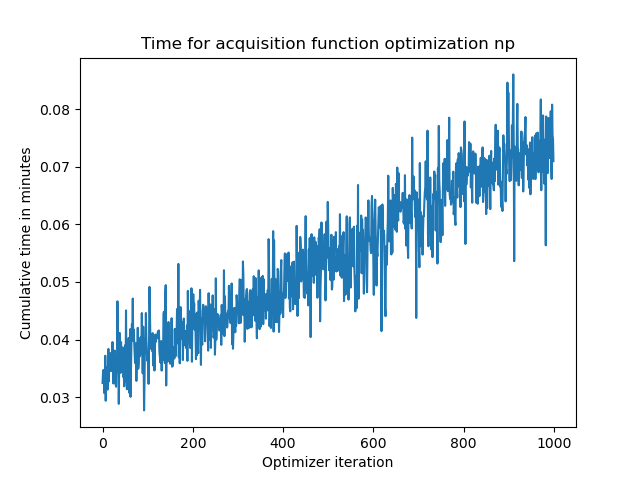 Time for acquisition function optimization np
Cumulative time in minutes
0.08
0.07
0.06
0.05
0.04
0.03
0 200 400 600 800 1000
Optimizer iteration